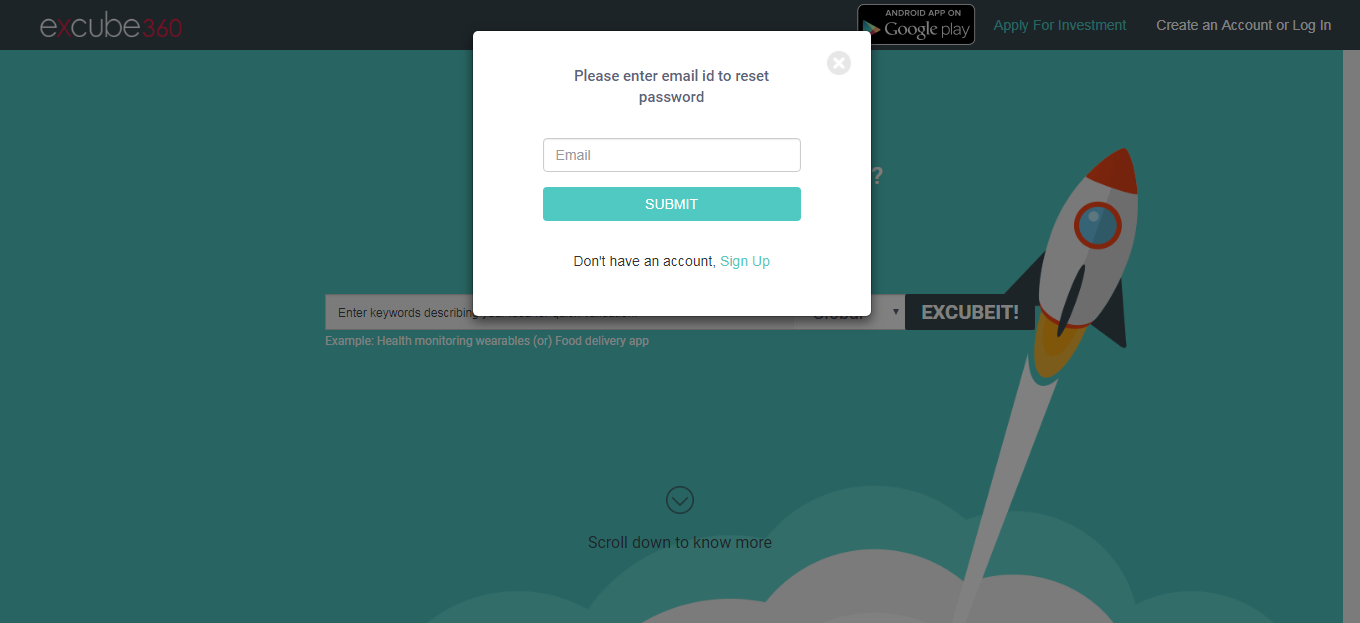 excube360
ANDROID APP ON
Google play
Apply For Investment
Create an Account or Log In
Please enter email id to reset
password
Email
SUBMIT
Don't have an account, Sign Up
?
Enter keywords describing
EXCUBEIT!
Example: Health monitoring wearables (or) Food delivery app
Scroll down to know more